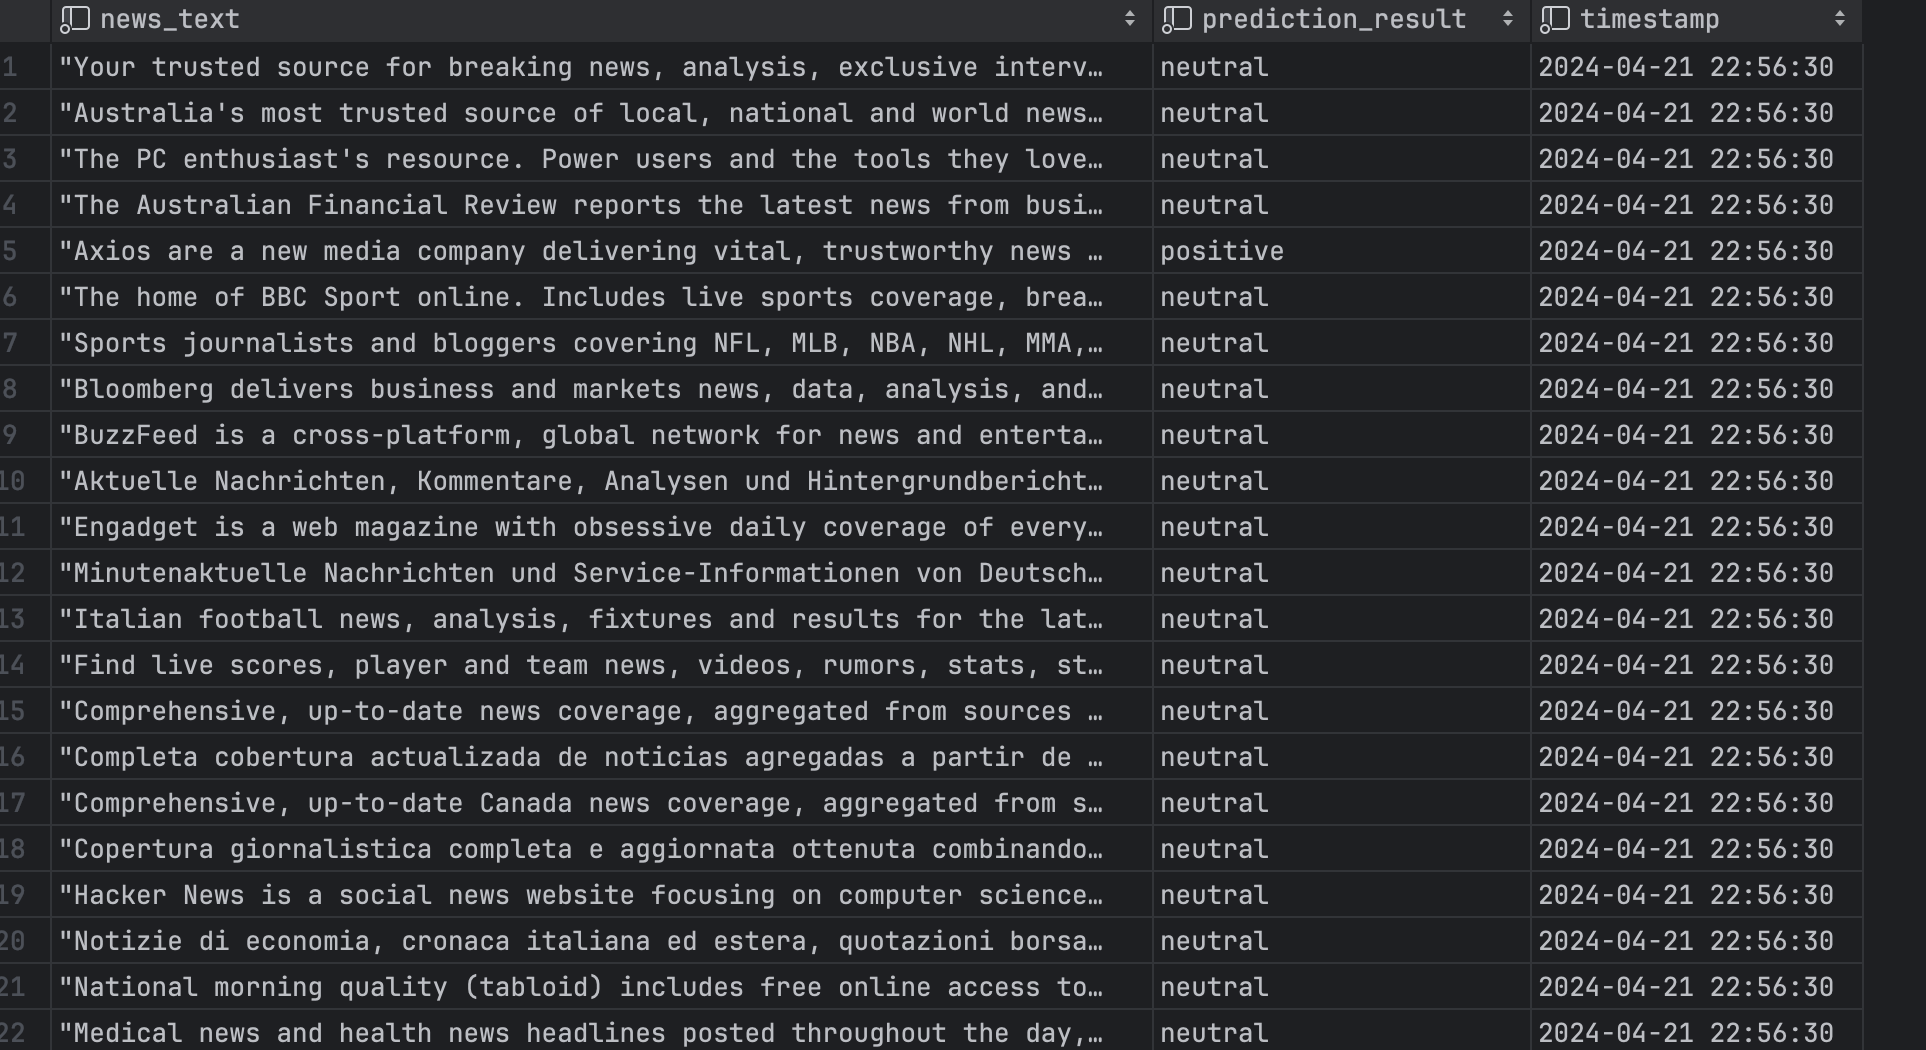 news_text prediction_result timestamp
1 "Your trusted source for breaking news, analysis, exclusive interv… neutral 2024-04-21 22:56:30
2 "Australia's most trusted source of local, national and world news… neutral 2024-04-21 22:56:30
3 "The PC enthusiast's resource. Power users and the tools they love… neutral 2024-04-21 22:56:30
4 "The Australian Financial Review reports the latest news from busi… neutral 2024-04-21 22:56:30
5 "Axios are a new media company delivering vital, trustworthy news … positive 2024-04-21 22:56:30
6 "The home of BBC Sport online. Includes live sports coverage, brea… neutral 2024-04-21 22:56:30
7 "Sports journalists and bloggers covering NFL, MLB, NBA, NHL, MMA,… neutral 2024-04-21 22:56:30
8 "Bloomberg delivers business and markets news, data, analysis, and… neutral 2024-04-21 22:56:30
9 "BuzzFeed is a cross-platform, global network for news and enterta… neutral 2024-04-21 22:56:30
10 "Aktuelle Nachrichten, Kommentare, Analysen und Hintergrundbericht… neutral 2024-04-21 22:56:30
11 "Engadget is a web magazine with obsessive daily coverage of every… neutral 2024-04-21 22:56:30
12 "Minutenaktuelle Nachrichten und Service-Informationen von Deutsch… neutral 2024-04-21 22:56:30
13 "Italian football news, analysis, fixtures and results for the lat… neutral 2024-04-21 22:56:30
14 "Find live scores, player and team news, videos, rumors, stats, st… neutral 2024-04-21 22:56:30
15 "Comprehensive, up-to-date news coverage, aggregated from sources … neutral 2024-04-21 22:56:30
16 "Completa cobertura actualizada de noticias agregadas a partir de … neutral 2024-04-21 22:56:30
17 "Comprehensive, up-to-date Canada news coverage, aggregated from s… neutral 2024-04-21 22:56:30
18 "Copertura giornalistica completa e aggiornata ottenuta combinando… neutral 2024-04-21 22:56:30
19 "Hacker News is a social news website focusing on computer science… neutral 2024-04-21 22:56:30
20 "Notizie di economia, cronaca italiana ed estera, quotazioni borsa… neutral 2024-04-21 22:56:30
21 "National morning quality (tabloid) includes free online access to… neutral 2024-04-21 22:56:30
22 "Medical news and health news headlines posted throughout the day,… neutral 2024-04-21 22:56:30